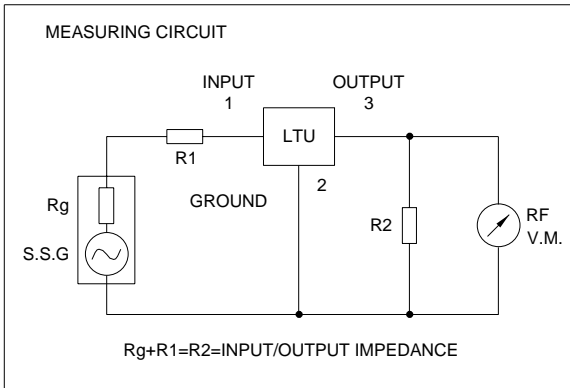 MEASURING CIRCUIT
INPUT
1
OUTPUT
3
LTU
R1
2
Rg
GROUND
R2
RF
V.M.
S.S.G
Rg+R1=R2=INPUT/OUTPUT IMPEDANCE